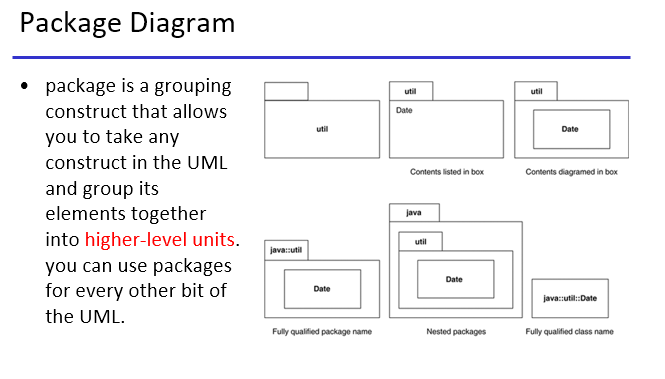 Package Diagram
• package is a grouping
construct that allows
you to take any
construct in the UML
and group its
elements together
into higher-level units.
you can use packages
for every other bit of
the UML.
util
util
Date
Contents listed in box
util
Date
Contents diagramed in box
java::util
Date
Fully qualified package name
java
util
Date
Nested packages
java::util::Date
Fully qualified class name